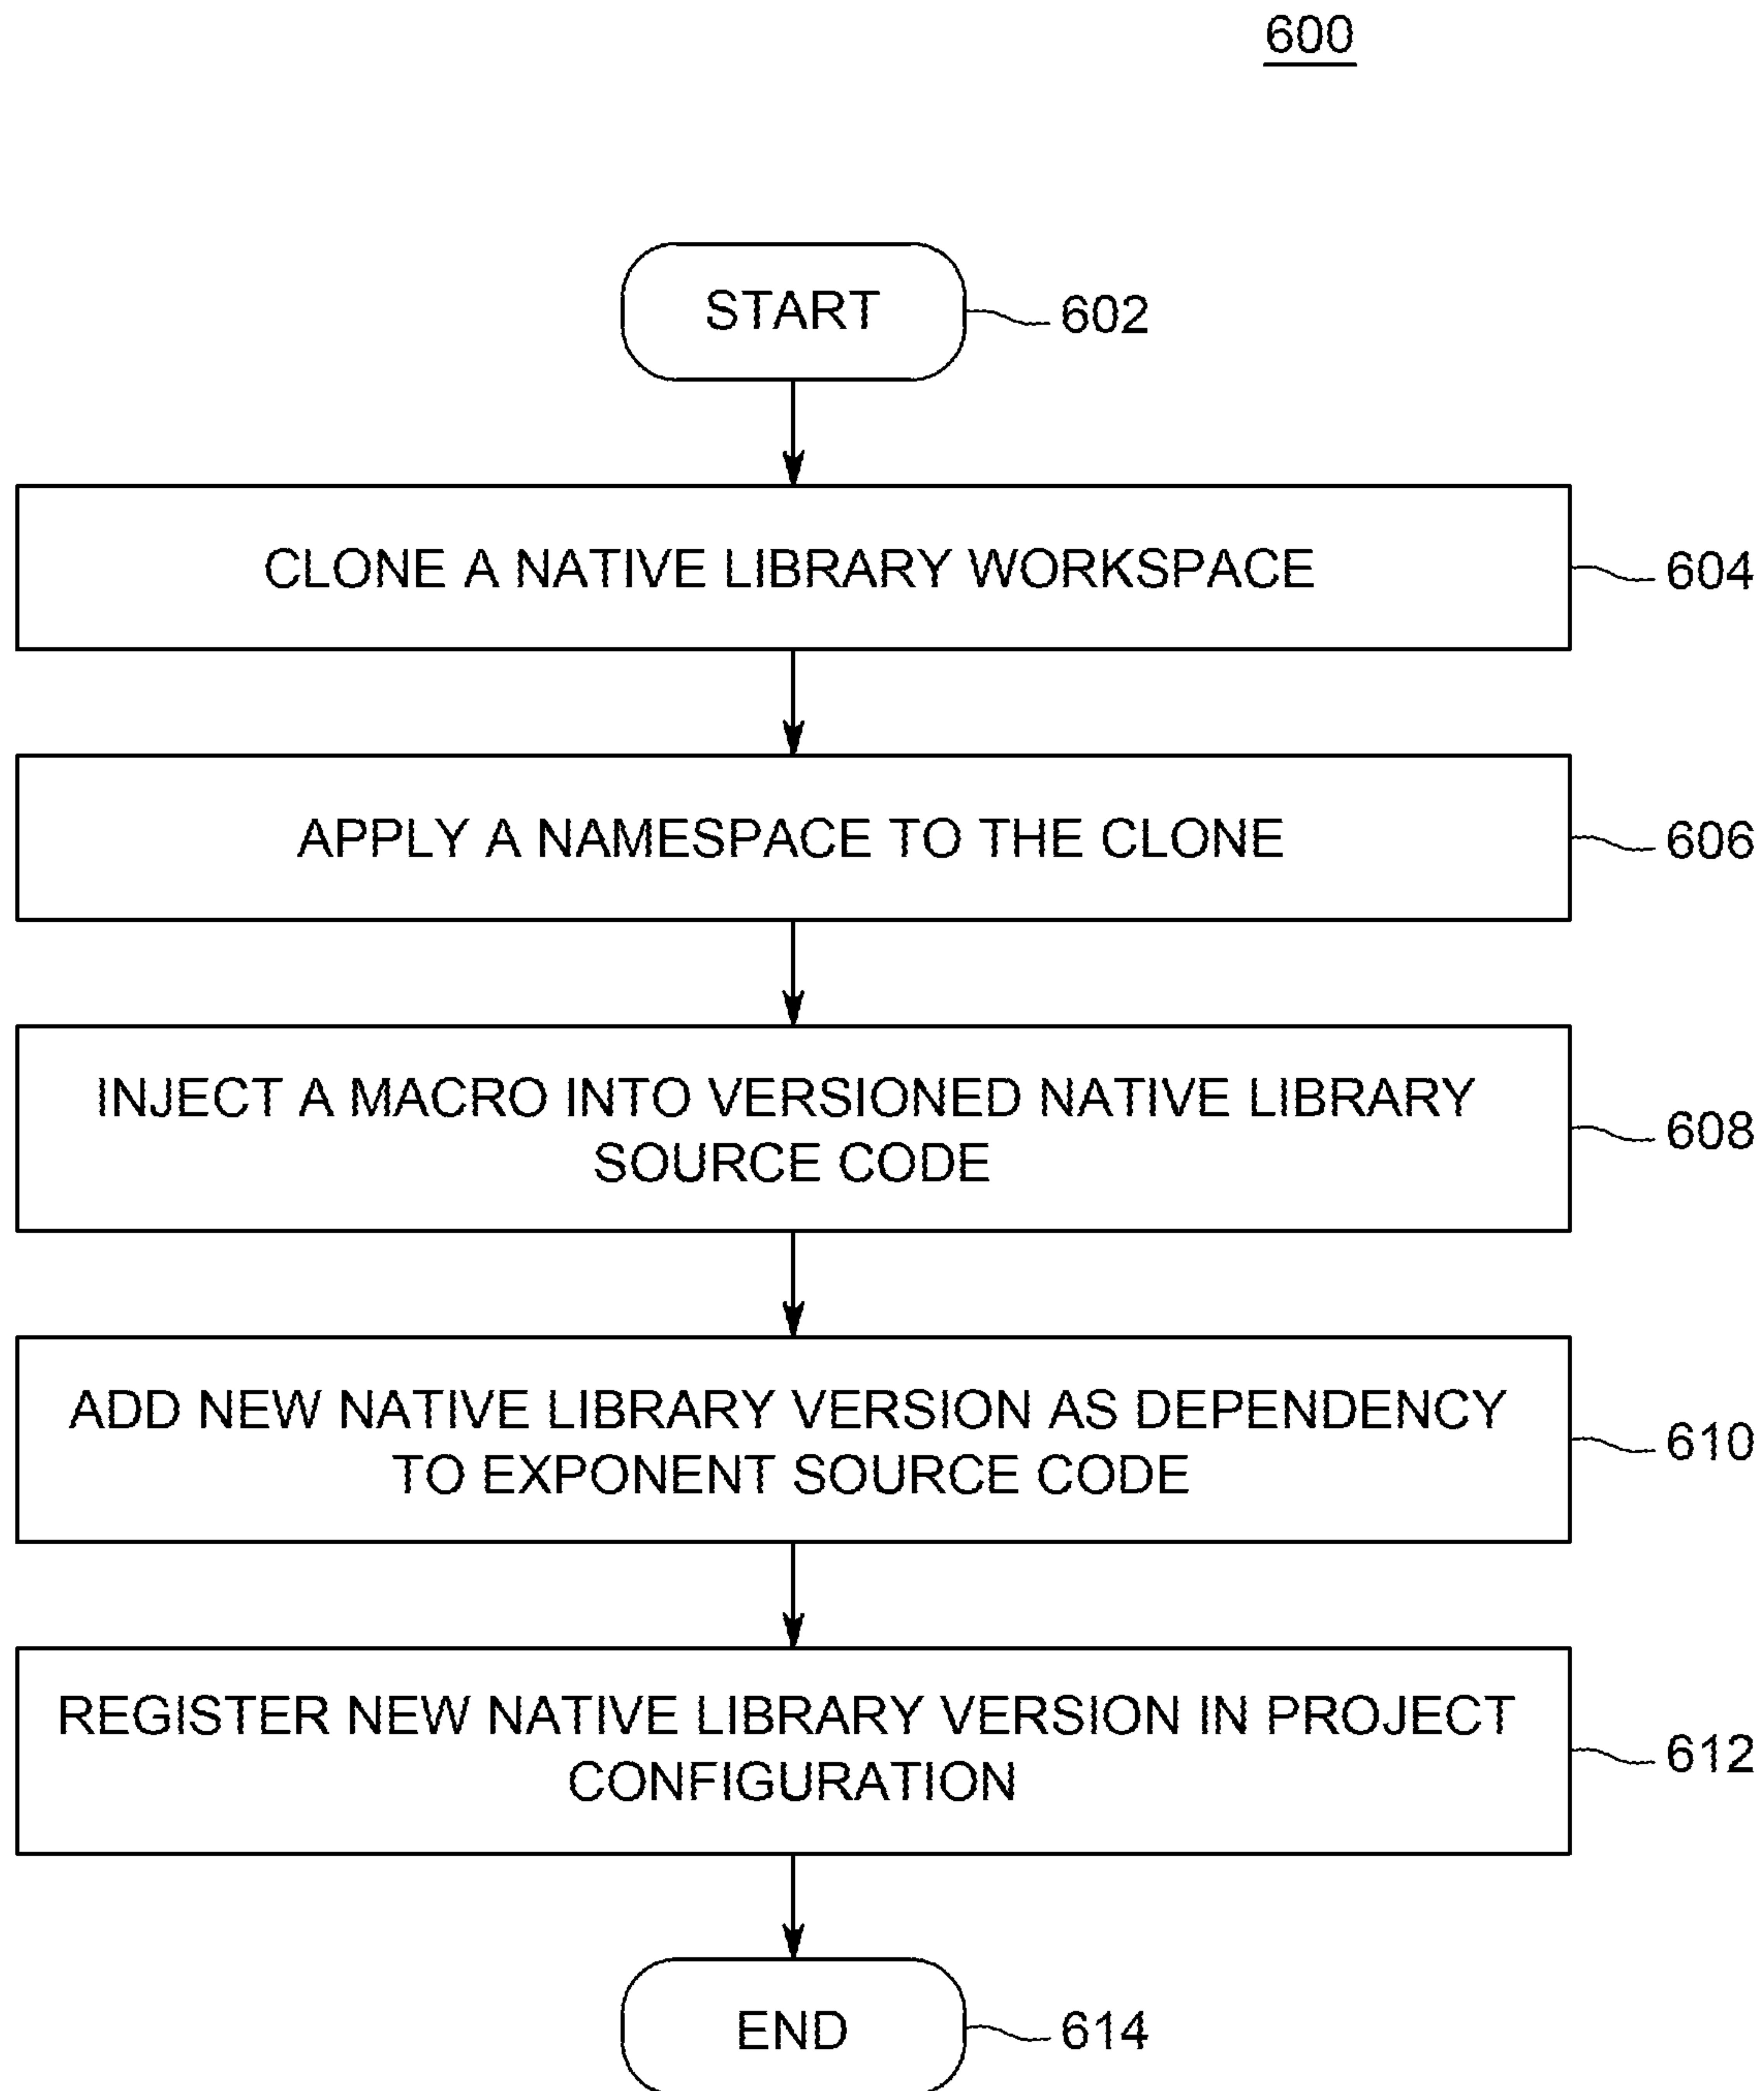 600
START
602
CLONE A NATIVE LIBRARY WORKSPACE
604
APPLY A NAMESPACE TO THE CLONE
606
INJECT A MACRO INTO VERSIONED NATIVE LIBRARY
SOURCE CODE
608
ADD NEW NATIVE LIBRARY VERSION AS DEPENDENCY
TO EXPONENT SOURCE CODE
610
REGISTER NEW NATIVE LIBRARY VERSION IN PROJECT
CONFIGURATION
612
END
614